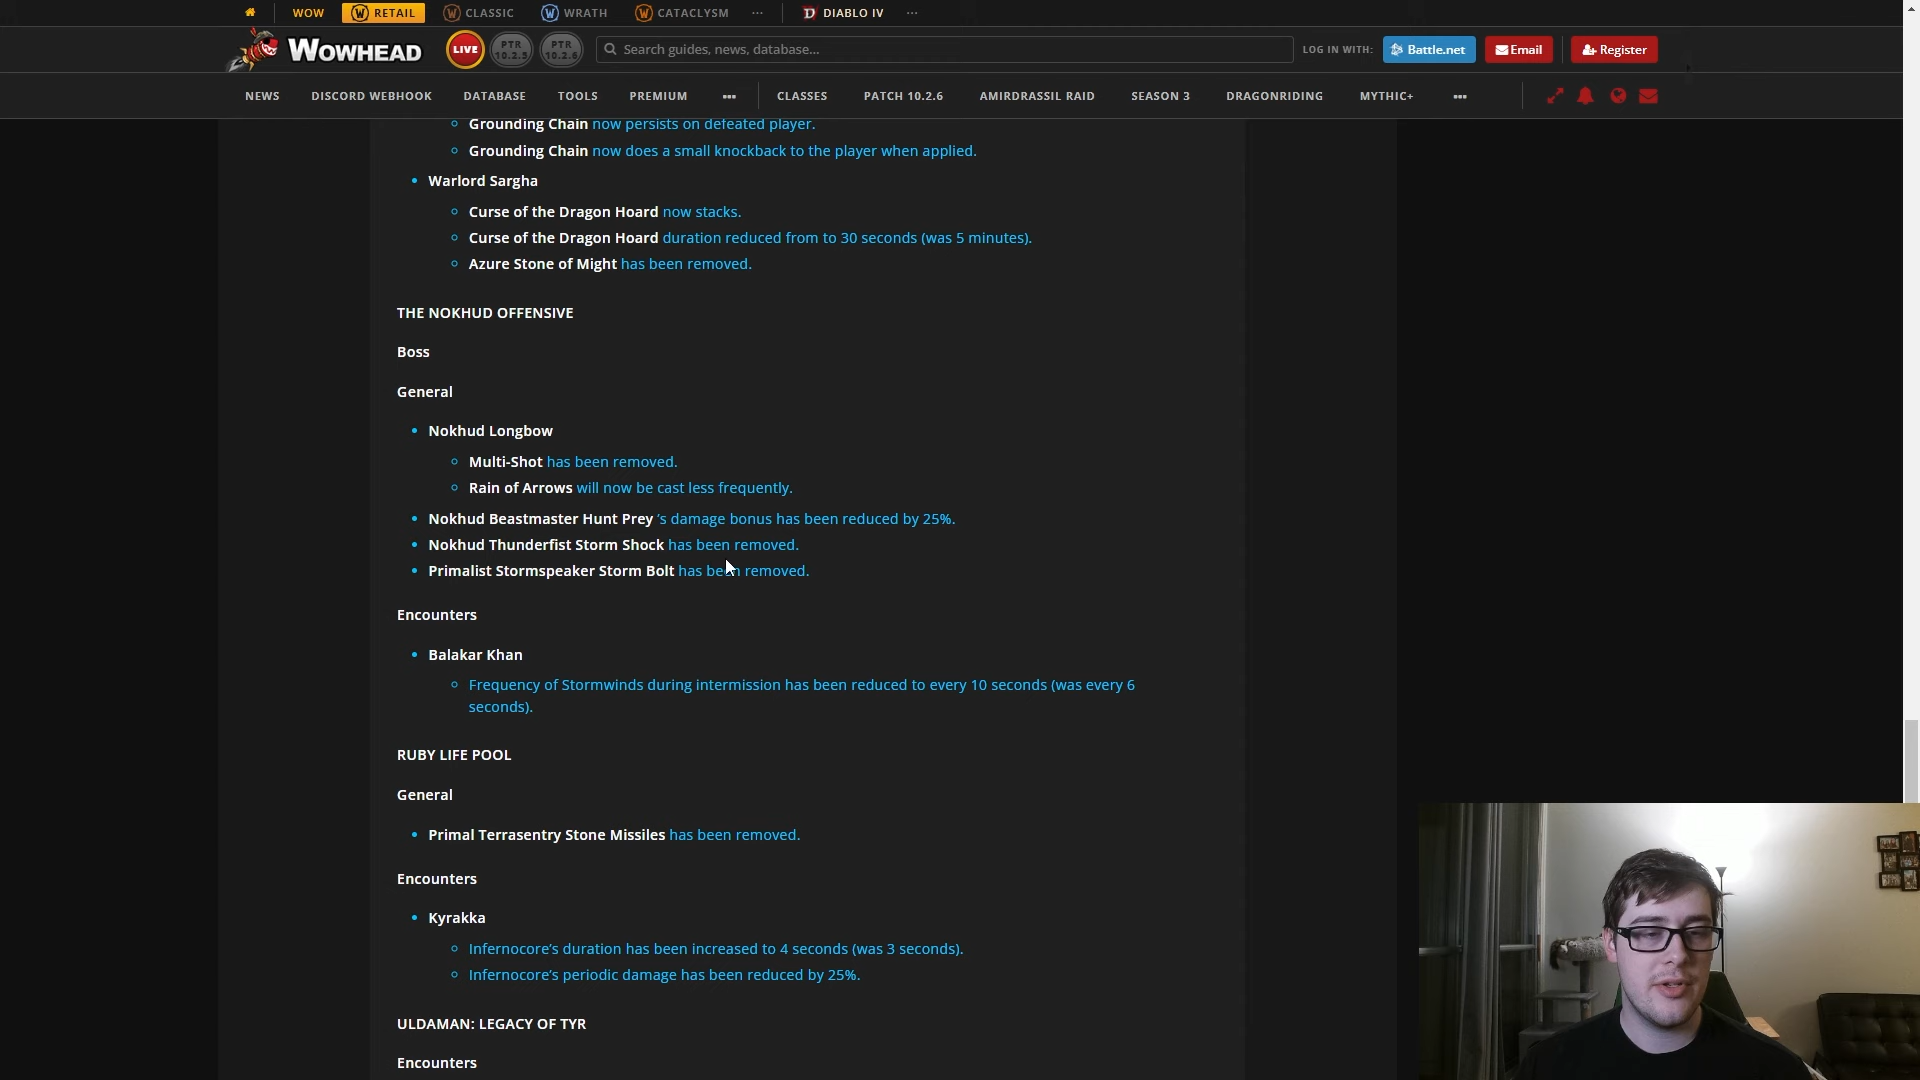 WOW RETAIL CLASSIC WRATH CATACLYSM ... DIABLO IV ...
WOWHEAD LIVE PTR 10.2.5 PTR 10.2.6 Search guides, news, database... LOG IN WITH: Battle.net Email Register
NEWS DISCORD WEBHOOK DATABASE TOOLS PREMIUM ... CLASSES PATCH 10.2.6 AMIRDRASSIL RAID SEASON 3 DRAGONRIDING MYTHIC+ ...
Grounding Chain now persists on defeated player.
Grounding Chain now does a small knockback to the player when applied.
Warlord Sargha
Curse of the Dragon Hoard now stacks.
Curse of the Dragon Hoard duration reduced from to 30 seconds (was 5 minutes).
Azure Stone of Might has been removed.
THE NOKHUD OFFENSIVE
Boss
General
Nokhud Longbow
Multi-Shot has been removed.
Rain of Arrows will now be cast less frequently.
Nokhud Beastmaster Hunt Prey 's damage bonus has been reduced by 25%.
Nokhud Thunderfist Storm Shock has been removed.
Primalist Stormspeaker Storm Bolt has been removed.
Encounters
Balakar Khan
Frequency of Stormwinds during intermission has been reduced to every 10 seconds (was every 6
seconds).
RUBY LIFE POOL
General
Primal Terrasentry Stone Missiles has been removed.
Encounters
Kyrakka
Infernocore's duration has been increased to 4 seconds (was 3 seconds).
Infernocore's periodic damage has been reduced by 25%.
ULDAMAN: LEGACY OF TYR
Encounters